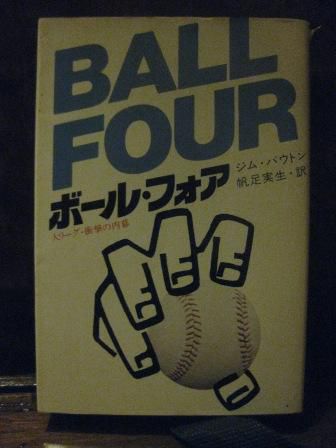 BALL
FOUR
ボール・フォア
大リーグ・衝撃の内幕
ジム・バウトン
帆足実生・訳